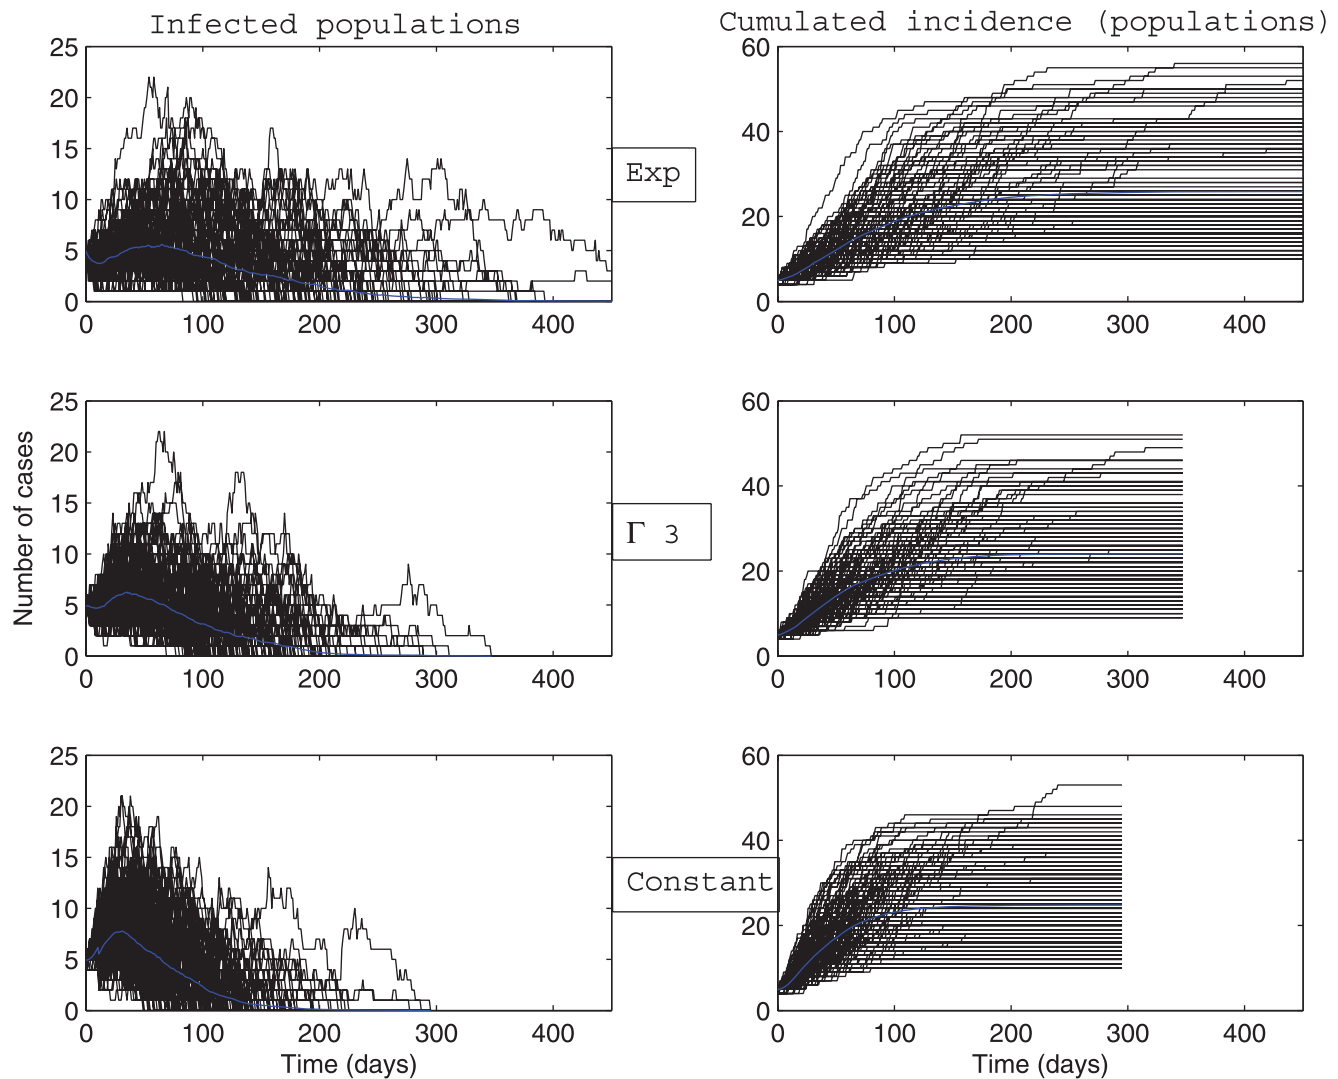 Infected populations
Cumulated incidence (populations)
25
20
15
10
5
0
0 100 200 300 400
Exp
60
40
20
0
0 100 200 300 400
Number of cases
25
20
15
10
5
0
0 100 200 300 400
Γ 3
60
40
20
0
0 100 200 300 400
25
20
15
10
5
0
0 100 200 300 400
Time (days)
Constant
60
40
20
0
0 100 200 300 400
Time (days)